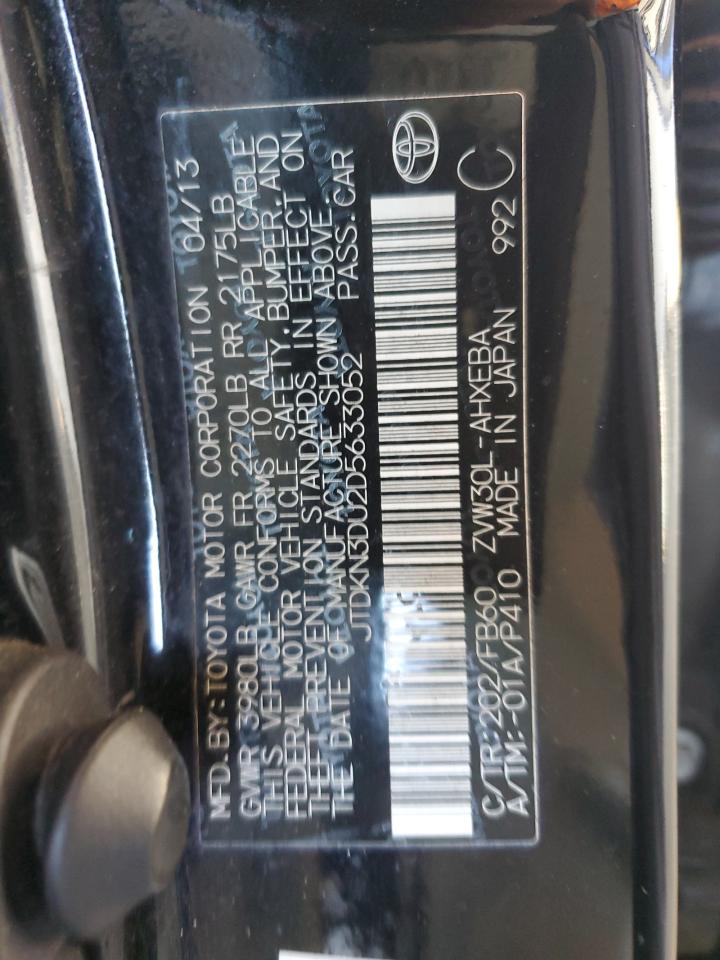 MFD. BY: TOYOTA MOTOR CORPORATION 04/13
GVWR 3980LB GAWR FR 2270LB RR 2175LB
THIS VEHICLE CONFORMS TO ALL APPLICABLE
FEDERAL MOTOR VEHICLE SAFETY, BUMPER, AND
THEFT PREVENTION STANDARDS IN EFFECT ON
THE DATE OF MANUFACTURE SHOWN ABOVE.
JTDKN3DU2D5633052 PASS. CAR
C/TR: 202/FB60 ZVW30L-AHXEBA
A/TM: -01A/P410 MADE IN JAPAN 992 C